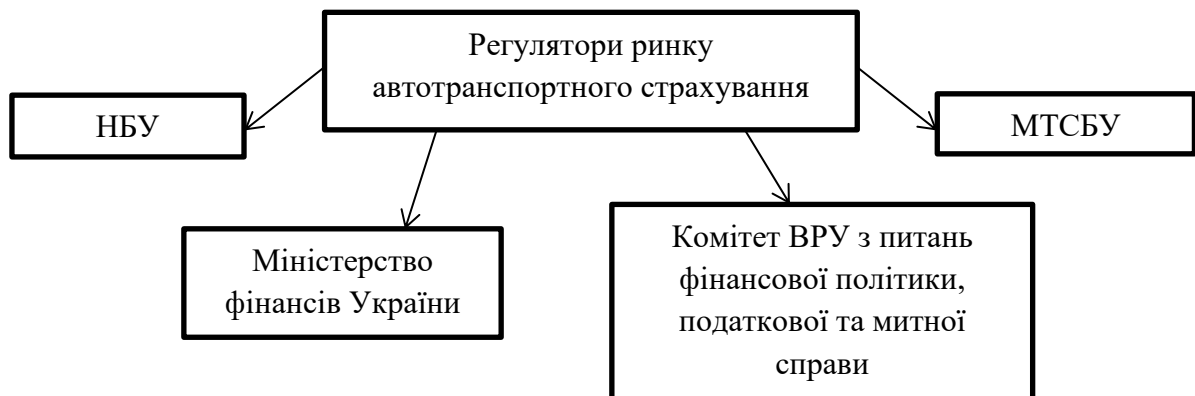 Регулятори ринку
автотранспортного страхування
НБУ
МТСБУ
Міністерство
фінансів України
Комітет ВРУ з питань
фінансової політики,
податкової та митної
справи